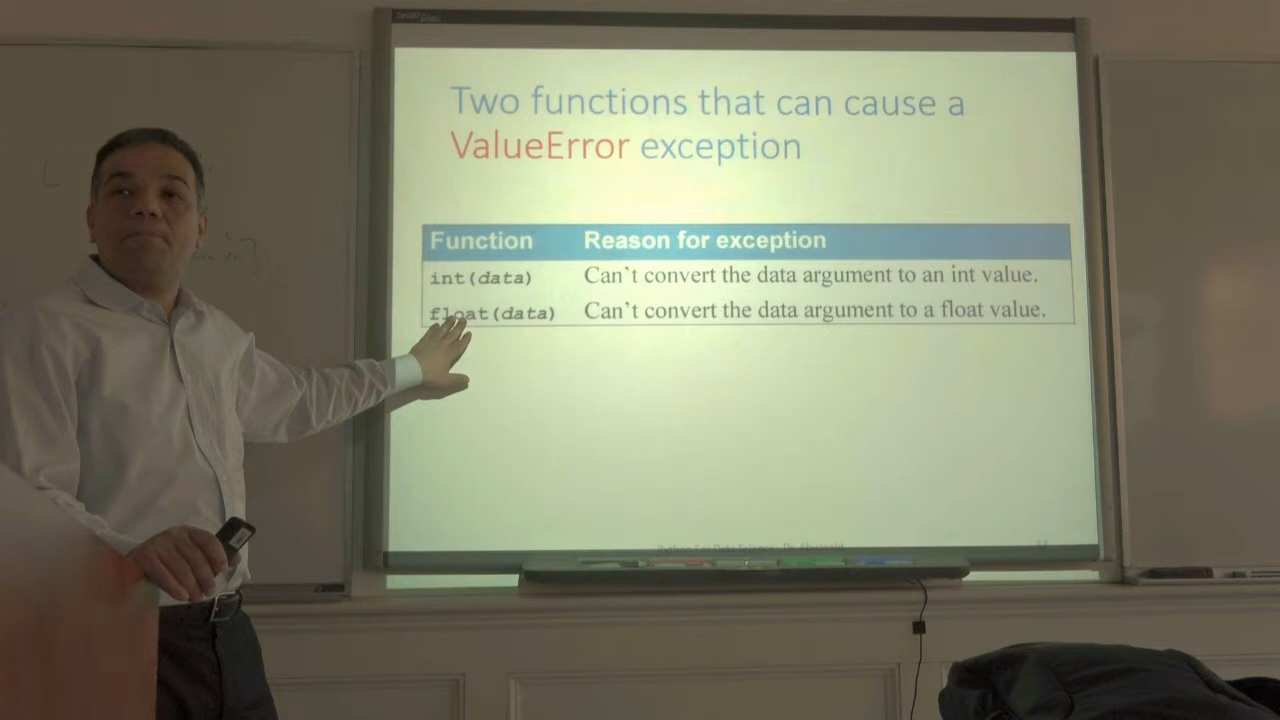 Two functions that can cause a
ValueError exception
Function Reason for exception
int(data) Can't convert the data argument to an int value.
float(data) Can't convert the data argument to a float value.